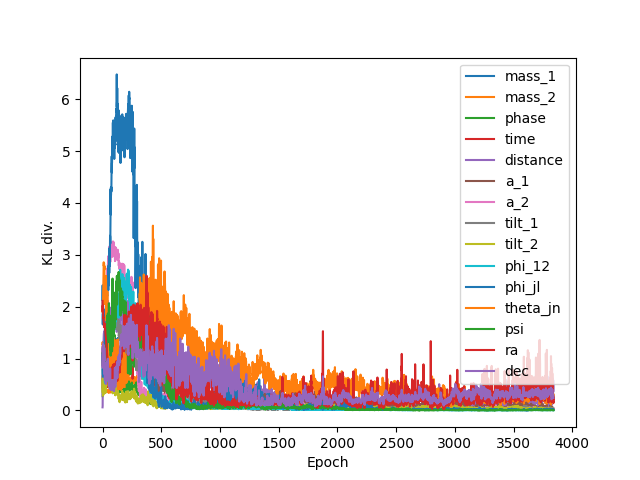 KL div.
6
5
4
3
2
1
0
0 500 1000 1500 2000 2500 3000 3500 4000
Epoch
mass_1
mass_2
phase
time
distance
a_1
a_2
tilt_1
tilt_2
phi_12
phi_jl
theta_jn
psi
ra
dec